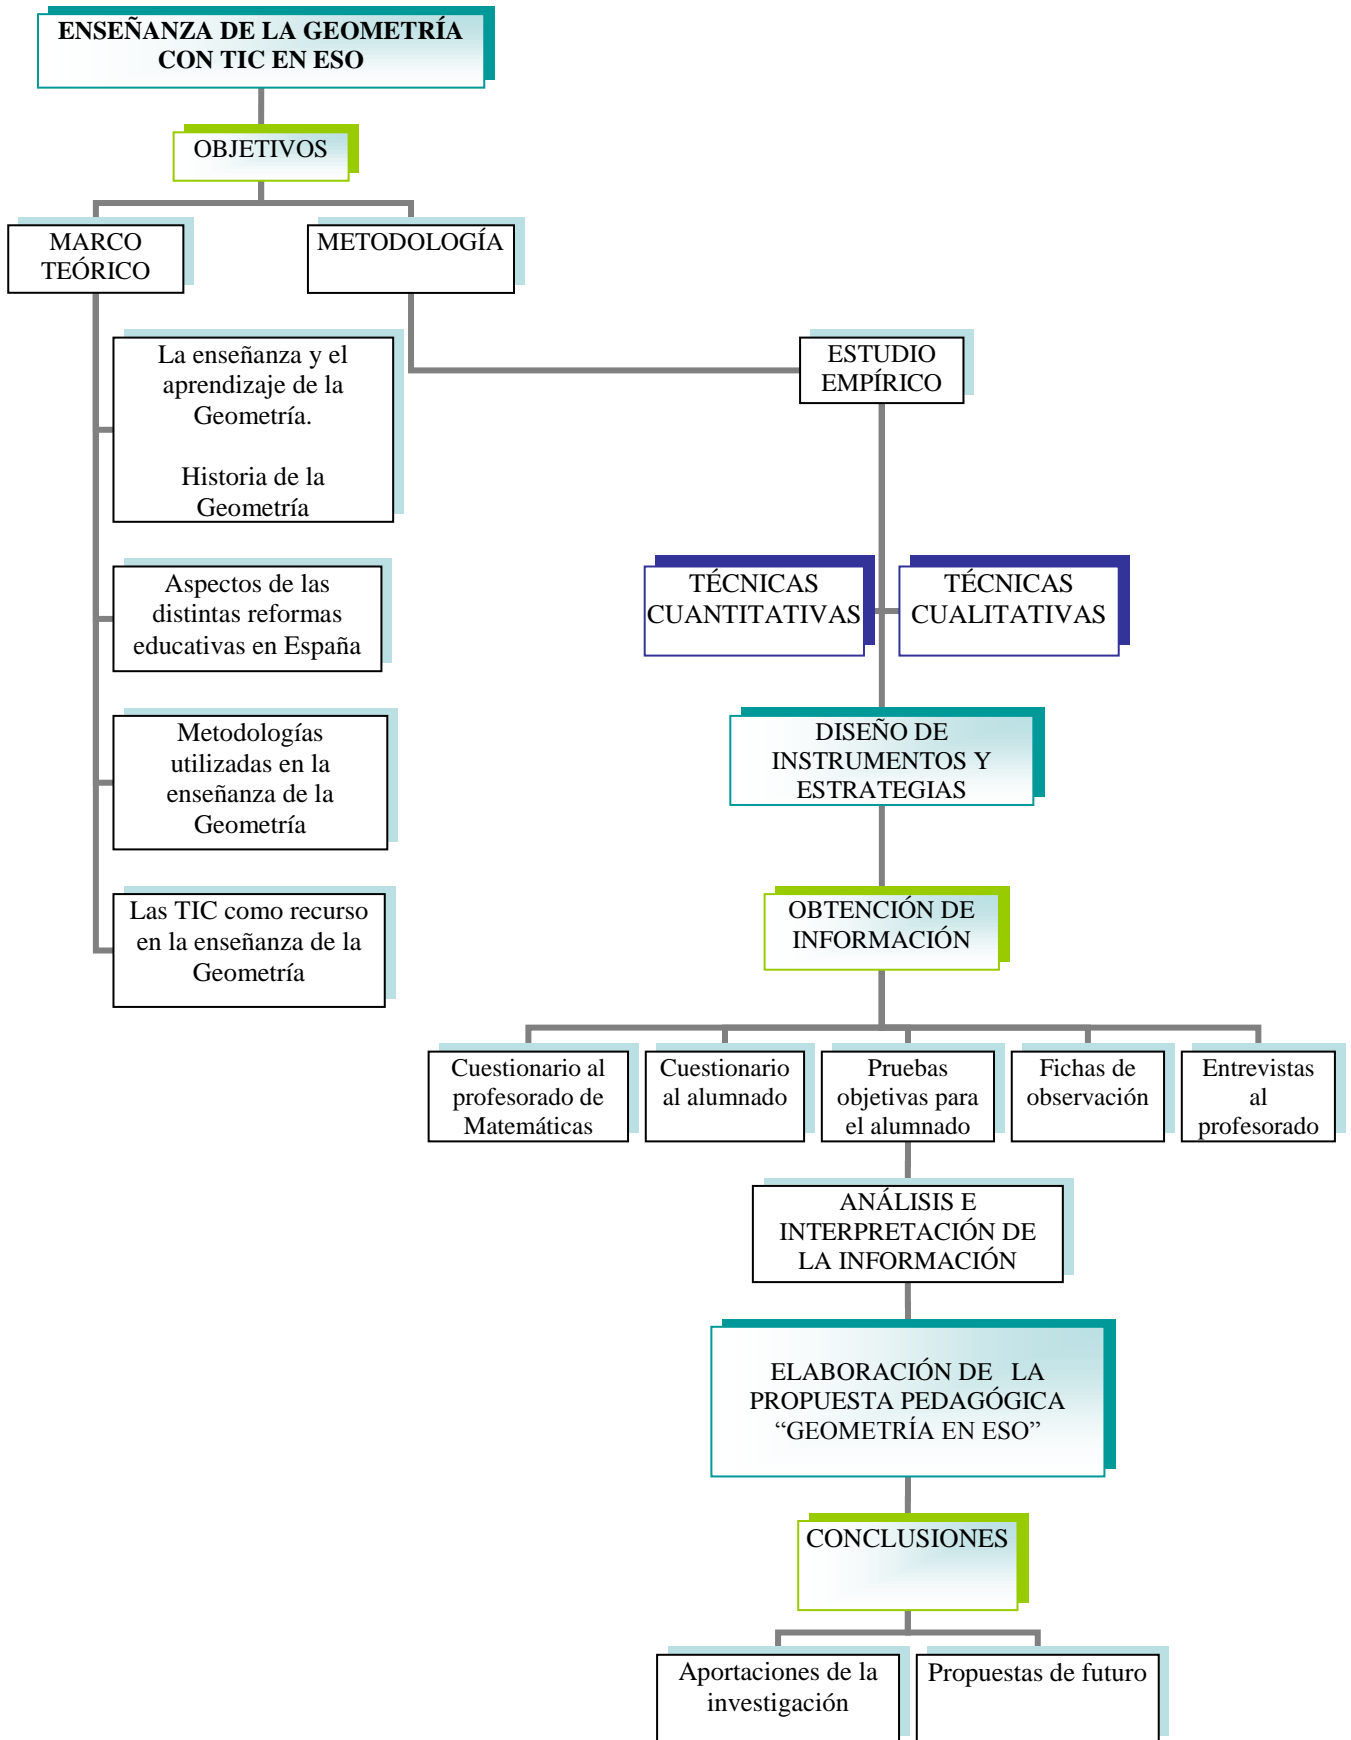 ENSEÑANZA DE LA GEOMETRÍA
CON TIC EN ESO
OBJETIVOS
MARCO
TEÓRICO
METODOLOGÍA
La enseñanza y el
aprendizaje de la
Geometría.
Historia de la
Geometría
Aspectos de las
distintas reformas
educativas en España
Metodologías
utilizadas en la
enseñanza de la
Geometría
Las TIC como recurso
en la enseñanza de la
Geometría
ESTUDIO
EMPÍRICO
TÉCNICAS
CUANTITATIVAS
TÉCNICAS
CUALITATIVAS
DISEÑO DE
INSTRUMENTOS Y
ESTRATEGIAS
OBTENCIÓN DE
INFORMACIÓN
Cuestionario al
profesorado de
Matemáticas
Cuestionario
al alumnado
Pruebas
objetivas para
el alumnado
Fichas de
observación
Entrevistas
al
profesorado
ANÁLISIS E
INTERPRETACIÓN DE
LA INFORMACIÓN
ELABORACIÓN DE LA
PROPUESTA PEDAGÓGICA
“GEOMETRÍA EN ESO”
CONCLUSIONES
Aportaciones de la
investigación
Propuestas de futuro